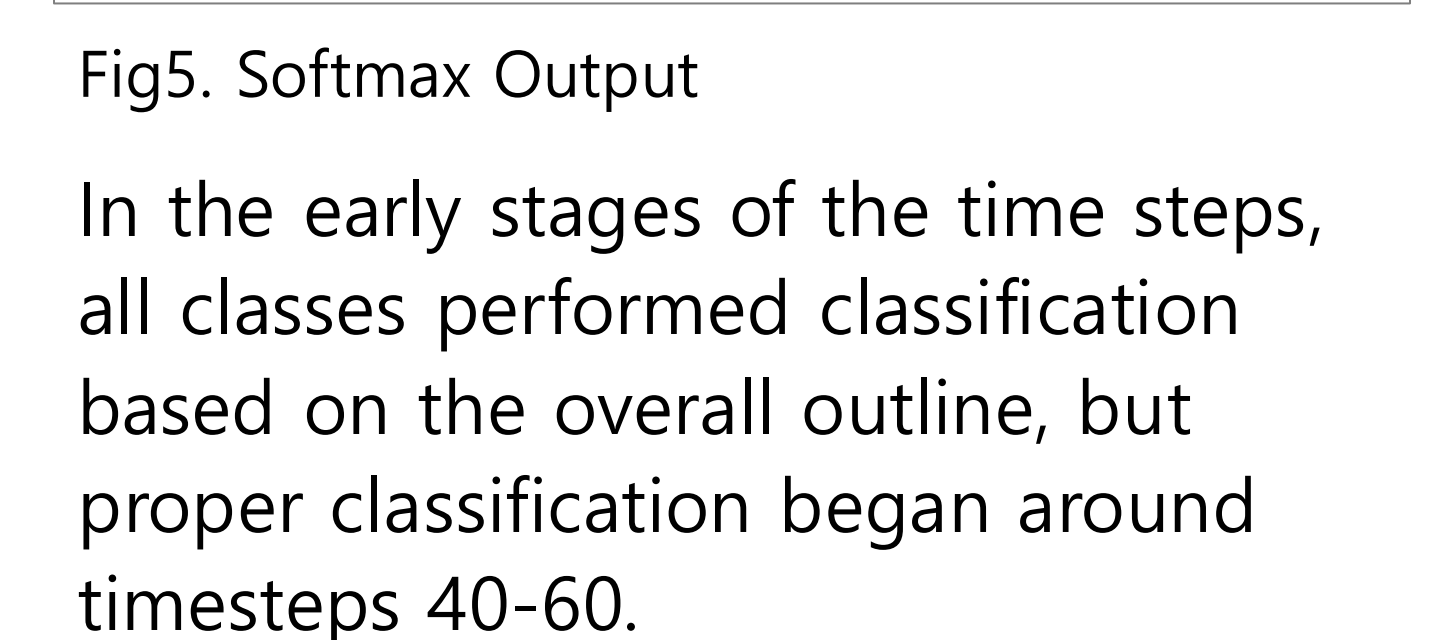 Fig5. Softmax Output
In the early stages of the time steps,
all classes performed classification
based on the overall outline, but
proper classification began around
timesteps 40-60.